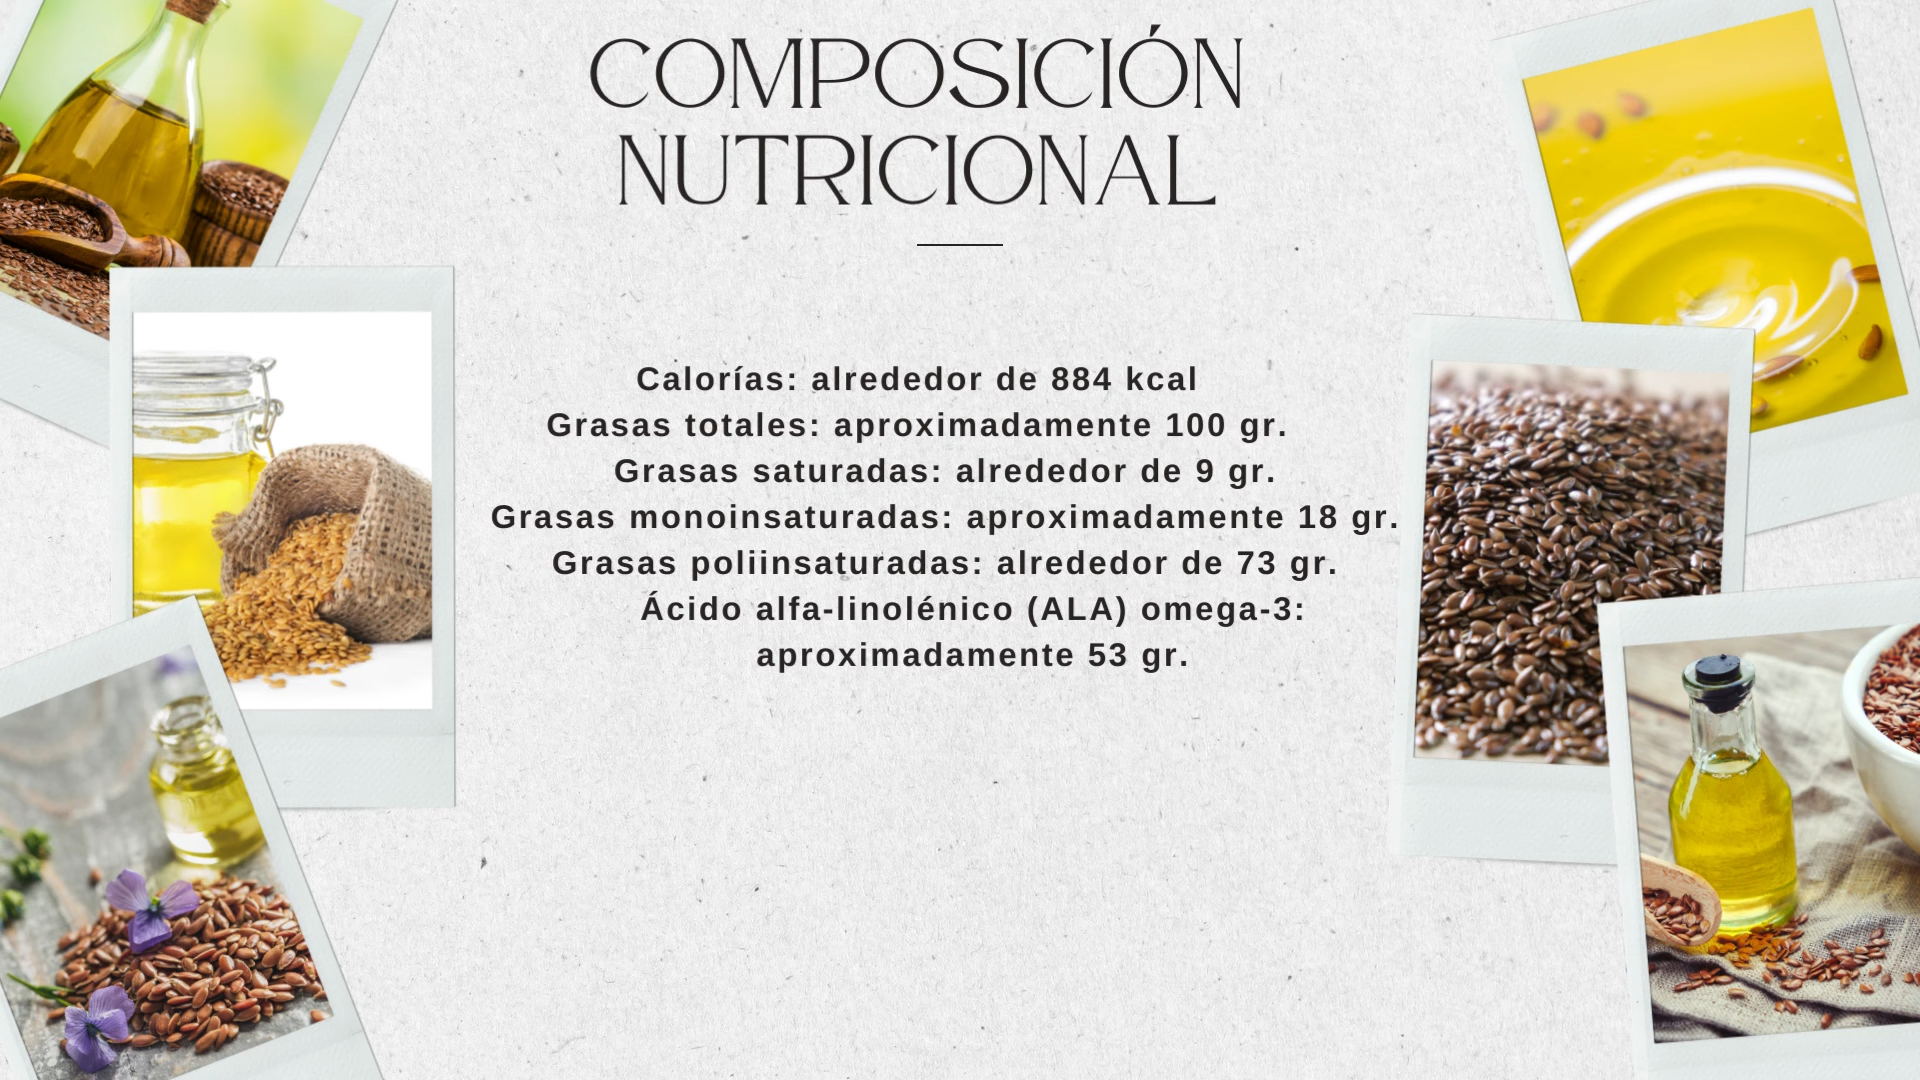 COMPOSICIÓN
NUTRICIONAL
Calorías: alrededor de 884 kcal
Grasas totales: aproximadamente 100 gr.
Grasas saturadas: alrededor de 9 gr.
Grasas monoinsaturadas: aproximadamente 18 gr.
Grasas poliinsaturadas: alrededor de 73 gr.
Ácido alfa-linolénico (ALA) omega-3:
aproximadamente 53 gr.